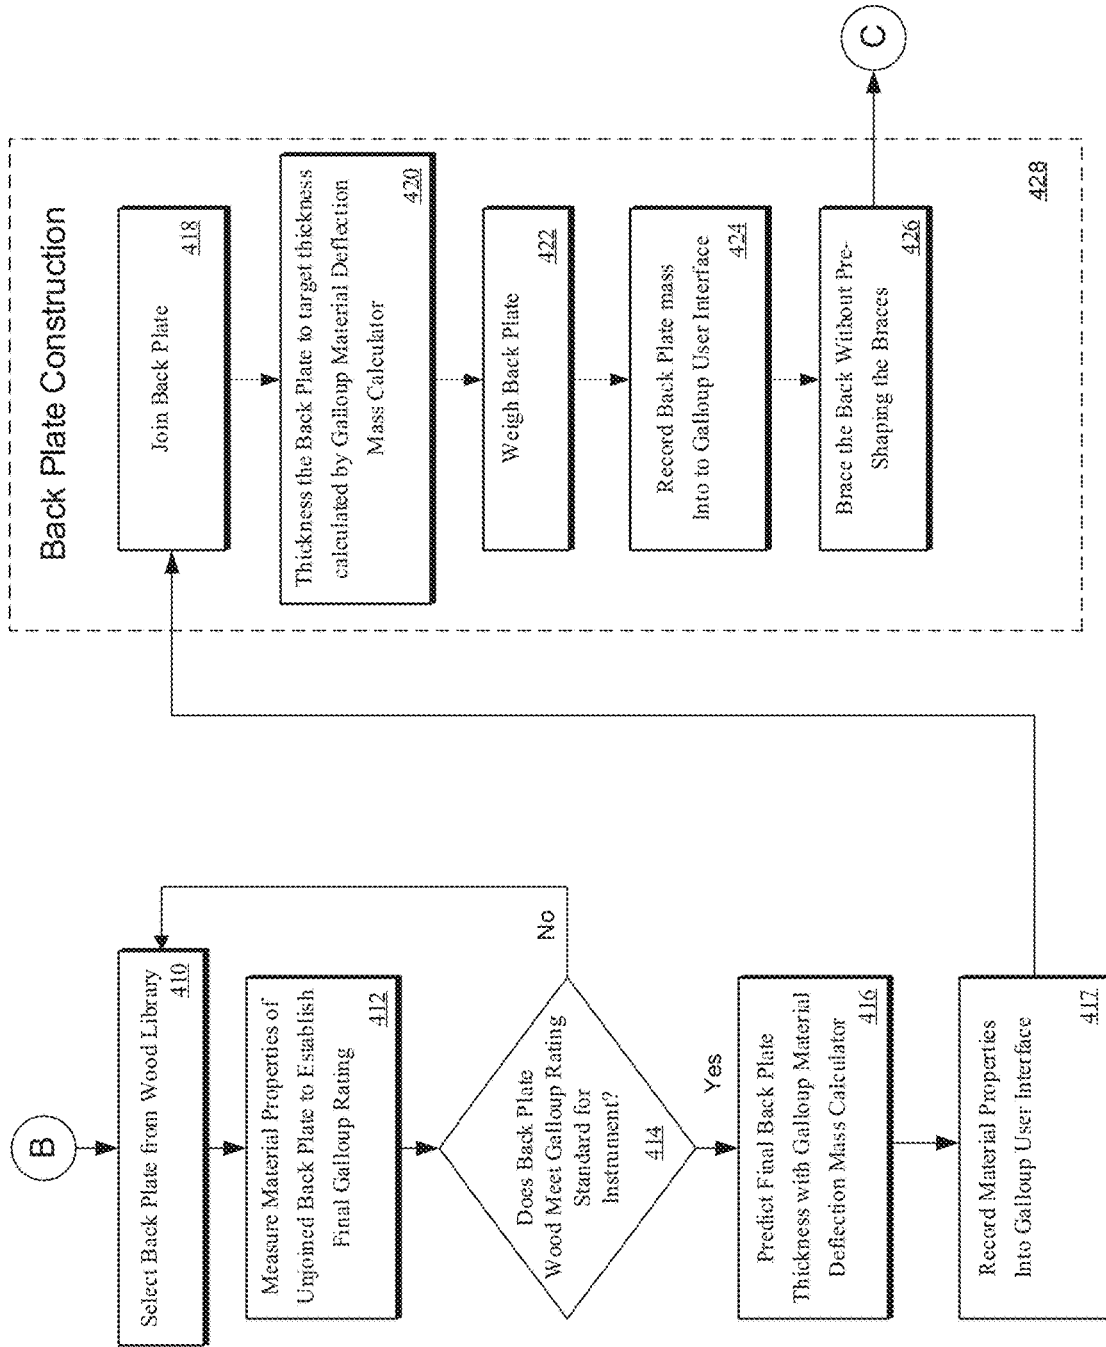 B
Select Back Plate from Wood Library
410
Measure Material Properties of
Unjoined Back Plate to Establish
Final Galloup Rating
412
Does Back Plate
Wood Meet Galloup Rating
Standard for
Instrument?
414
No
Yes
Predict Final Back Plate
Thickness with Galloup Material
Deflection Mass Calculator
416
Record Material Properties
Into Galloup User Interface
417
Back Plate Construction
Join Back Plate
418
Thickness the Back Plate to target thickness
calculated by Galloup Material Deflection
Mass Calculator
420
Weigh Back Plate
422
Record Back Plate mass
Into to Galloup User Interface
424
Brace the Back Without Pre-
Shaping the Braces
426
428
C